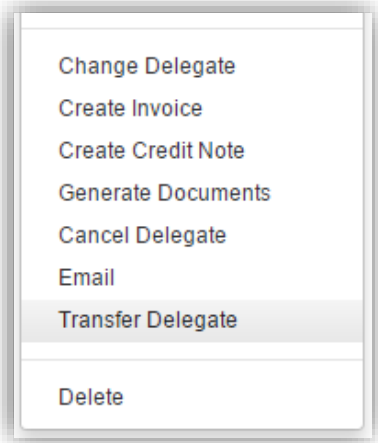 Change Delegate
Create Invoice
Create Credit Note
Generate Documents
Cancel Delegate
Email
Transfer Delegate
Delete